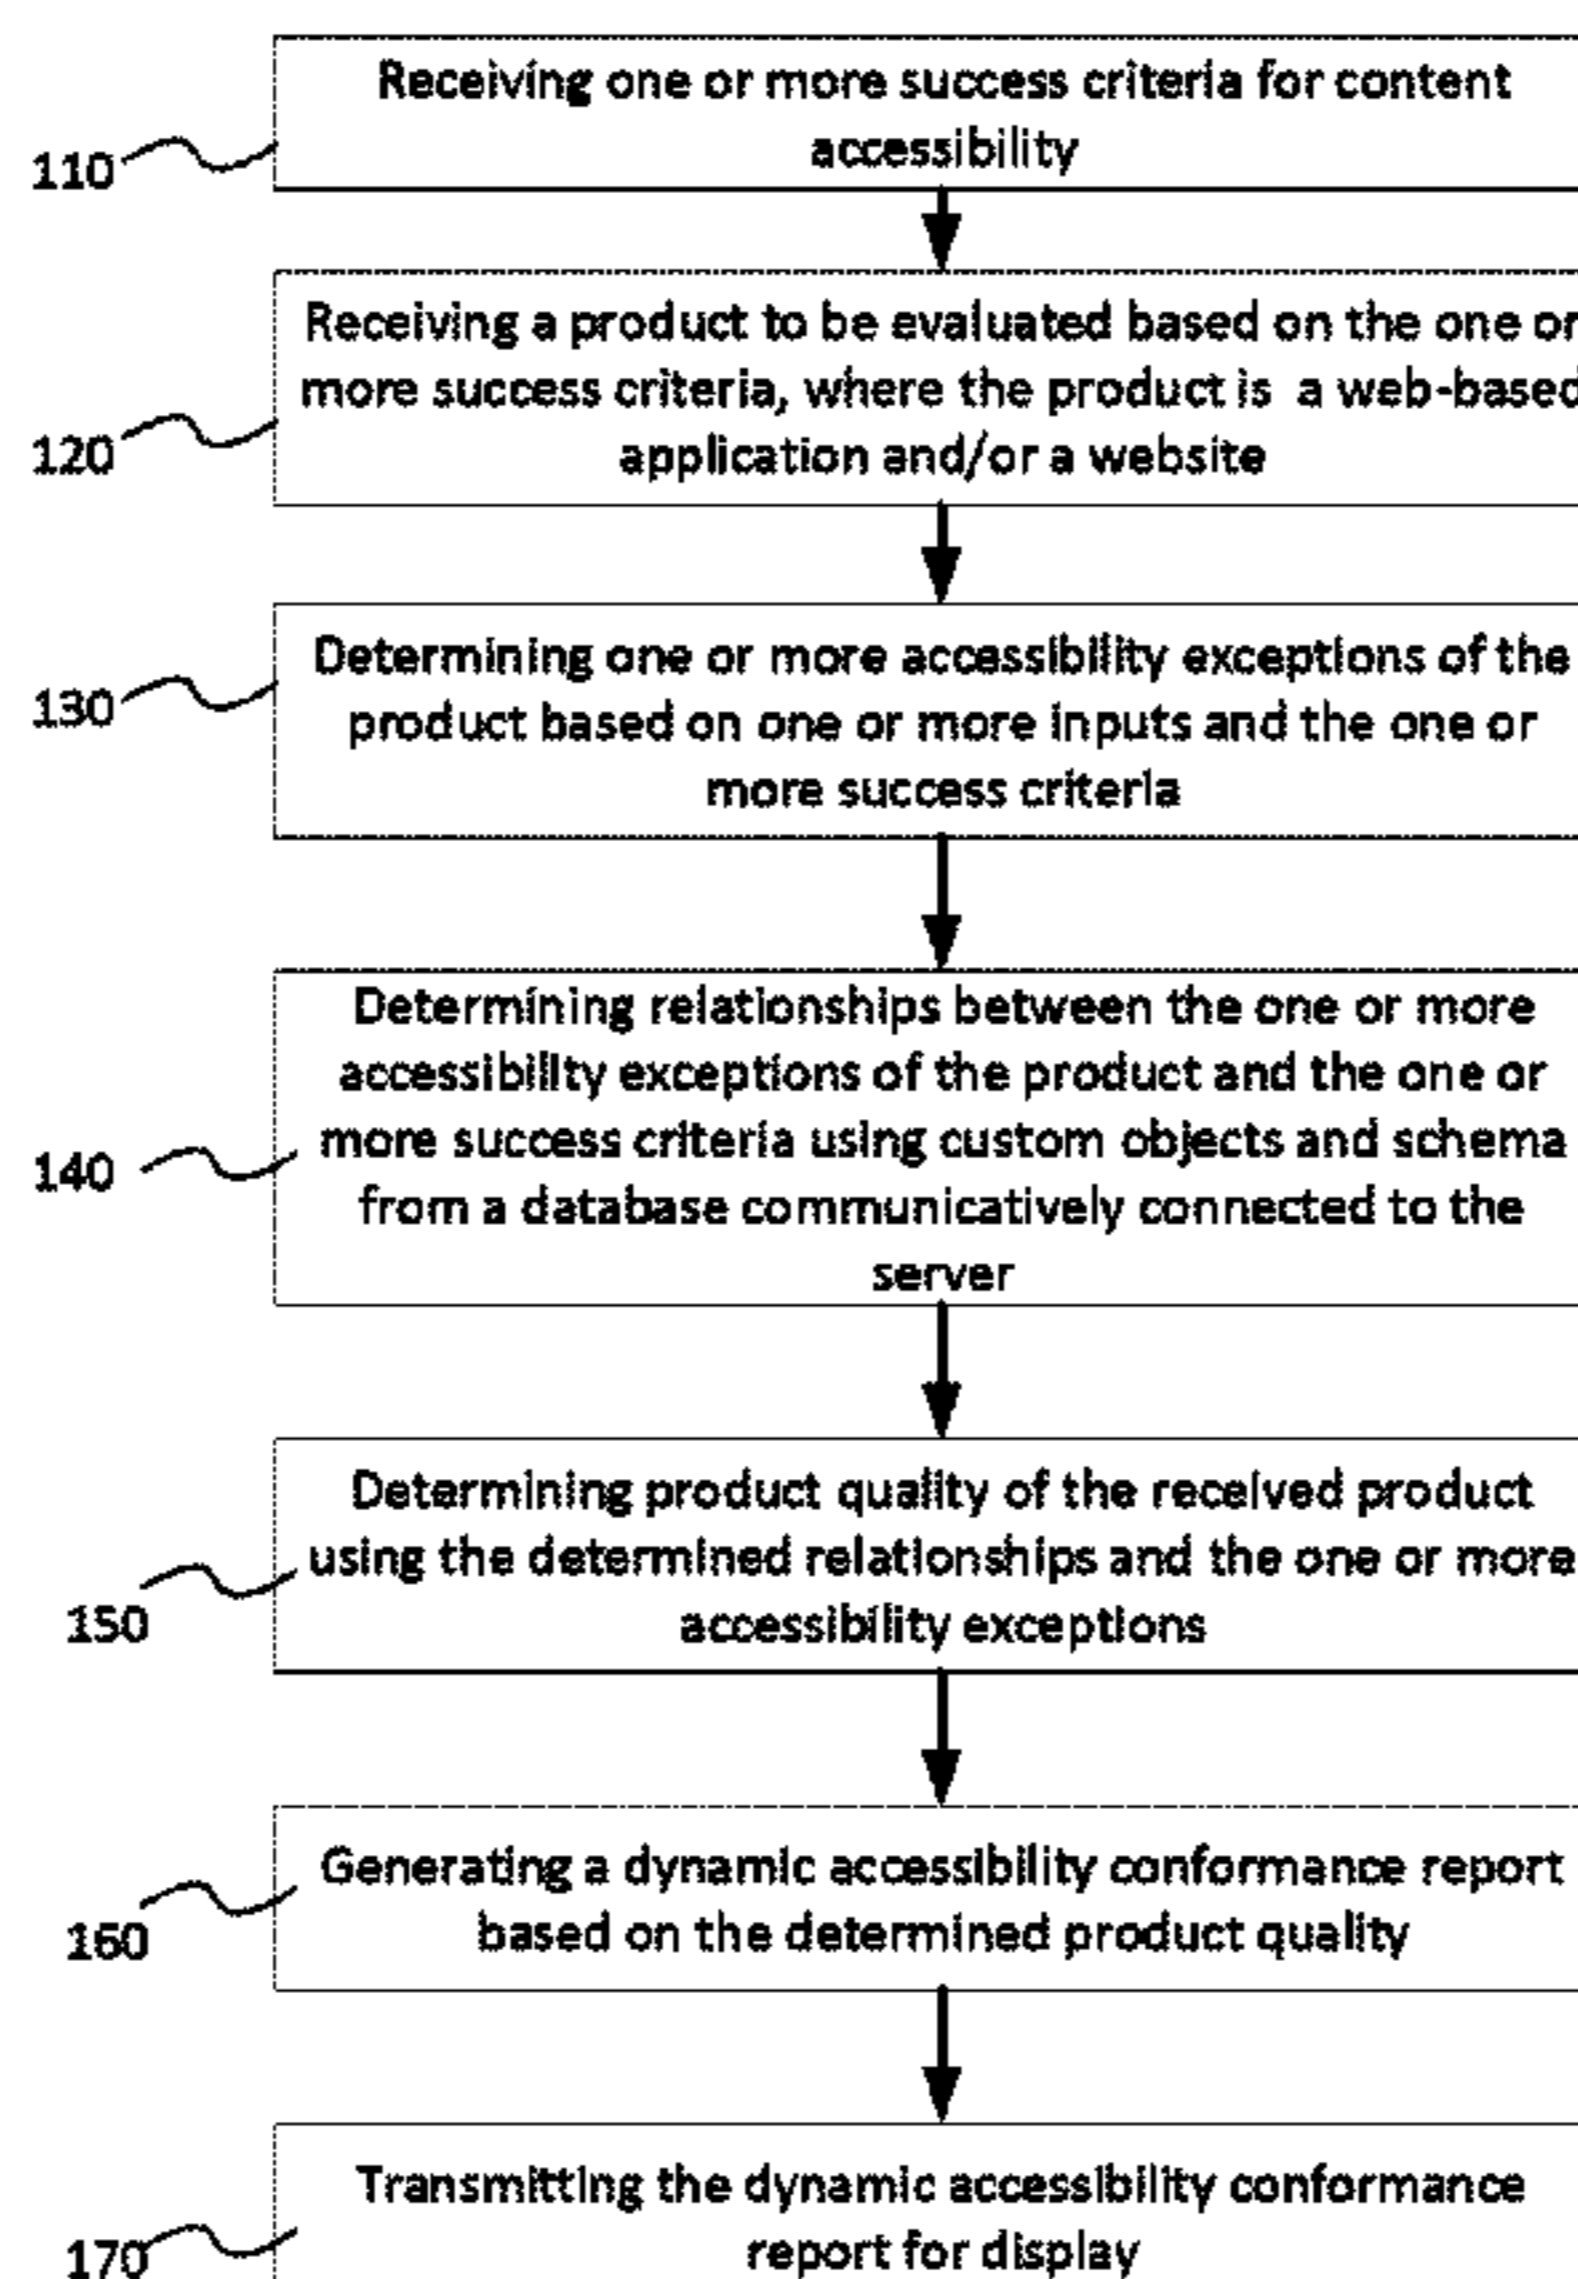 Receiving one or more success criteria for content
accessibility
110
Receiving a product to be evaluated based on the one or
more success criteria, where the product is a web-based
application and/or a website
120
Determining one or more accessibility exceptions of the
product based on one or more inputs and the one or
more success criteria
130
Determining relationships between the one or more
accessibility exceptions of the product and the one or
more success criteria using custom objects and schema
from a database communicatively connected to the
server
140
Determining product quality of the received product
using the determined relationships and the one or more
accessibility exceptions
150
Generating a dynamic accessibility conformance report
based on the determined product quality
160
Transmitting the dynamic accessibility conformance
report for display
170